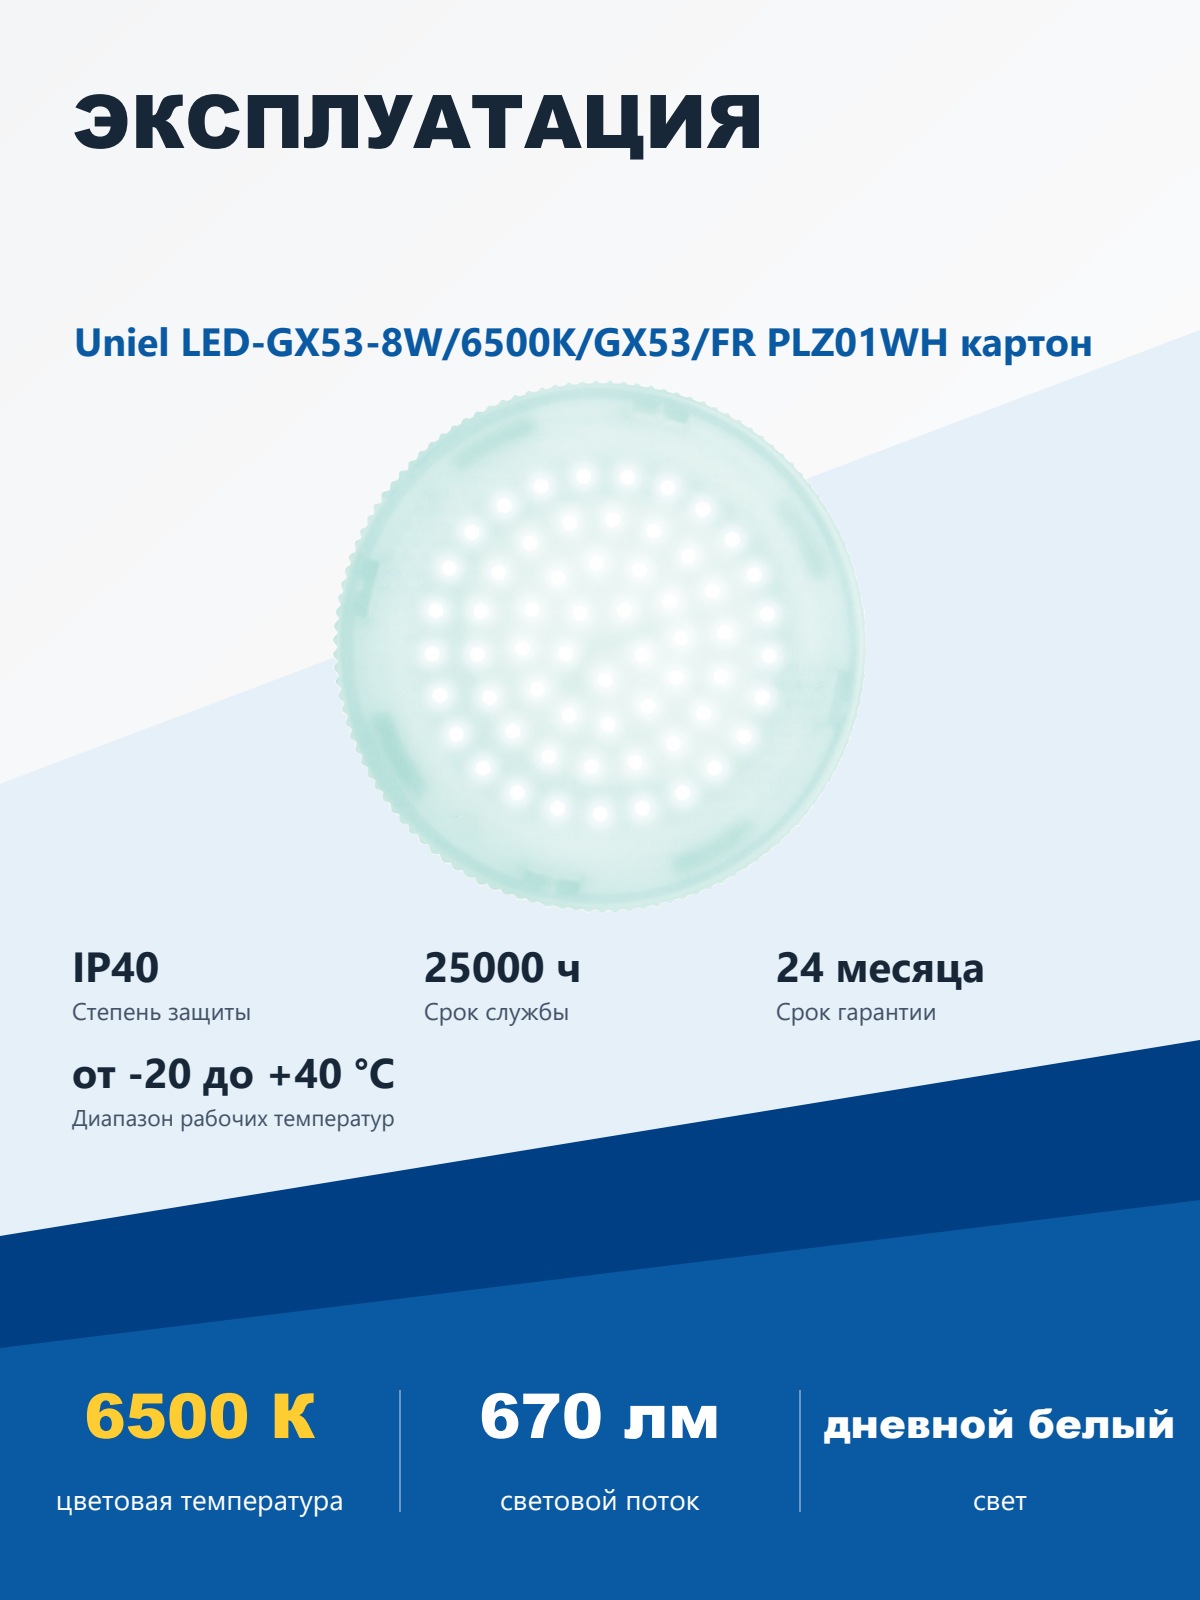 ЭКСПЛУАТАЦИЯ
Uniel LED-GX53-8W/6500K/GX53/FR PLZ01WH картон
IP40
Степень защиты
25000 ч
Срок службы
24 месяца
Срок гарантии
от -20 до +40 °C
Диапазон рабочих температур
6500 К
цветовая температура
670 лм
световой поток
дневной белый
свет